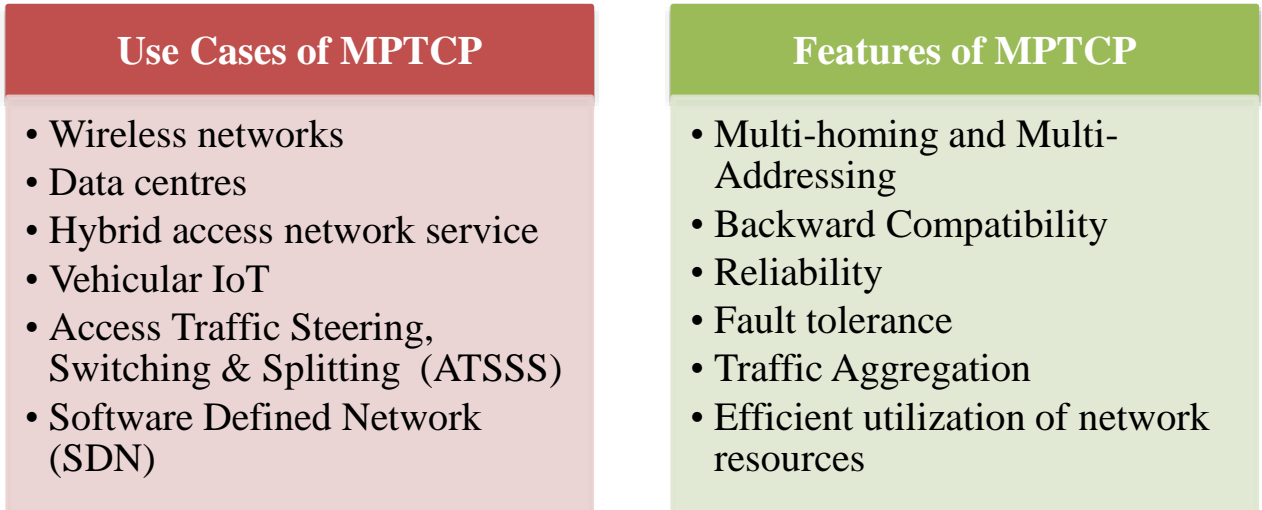 Use Cases of MPTCP
• Wireless networks
• Data centres
• Hybrid access network service
• Vehicular IoT
• Access Traffic Steering,
Switching & Splitting (ATSSS)
• Software Defined Network
(SDN)
Features of MPTCP
• Multi-homing and Multi-
Addressing
• Backward Compatibility
• Reliability
• Fault tolerance
• Traffic Aggregation
• Efficient utilization of network
resources